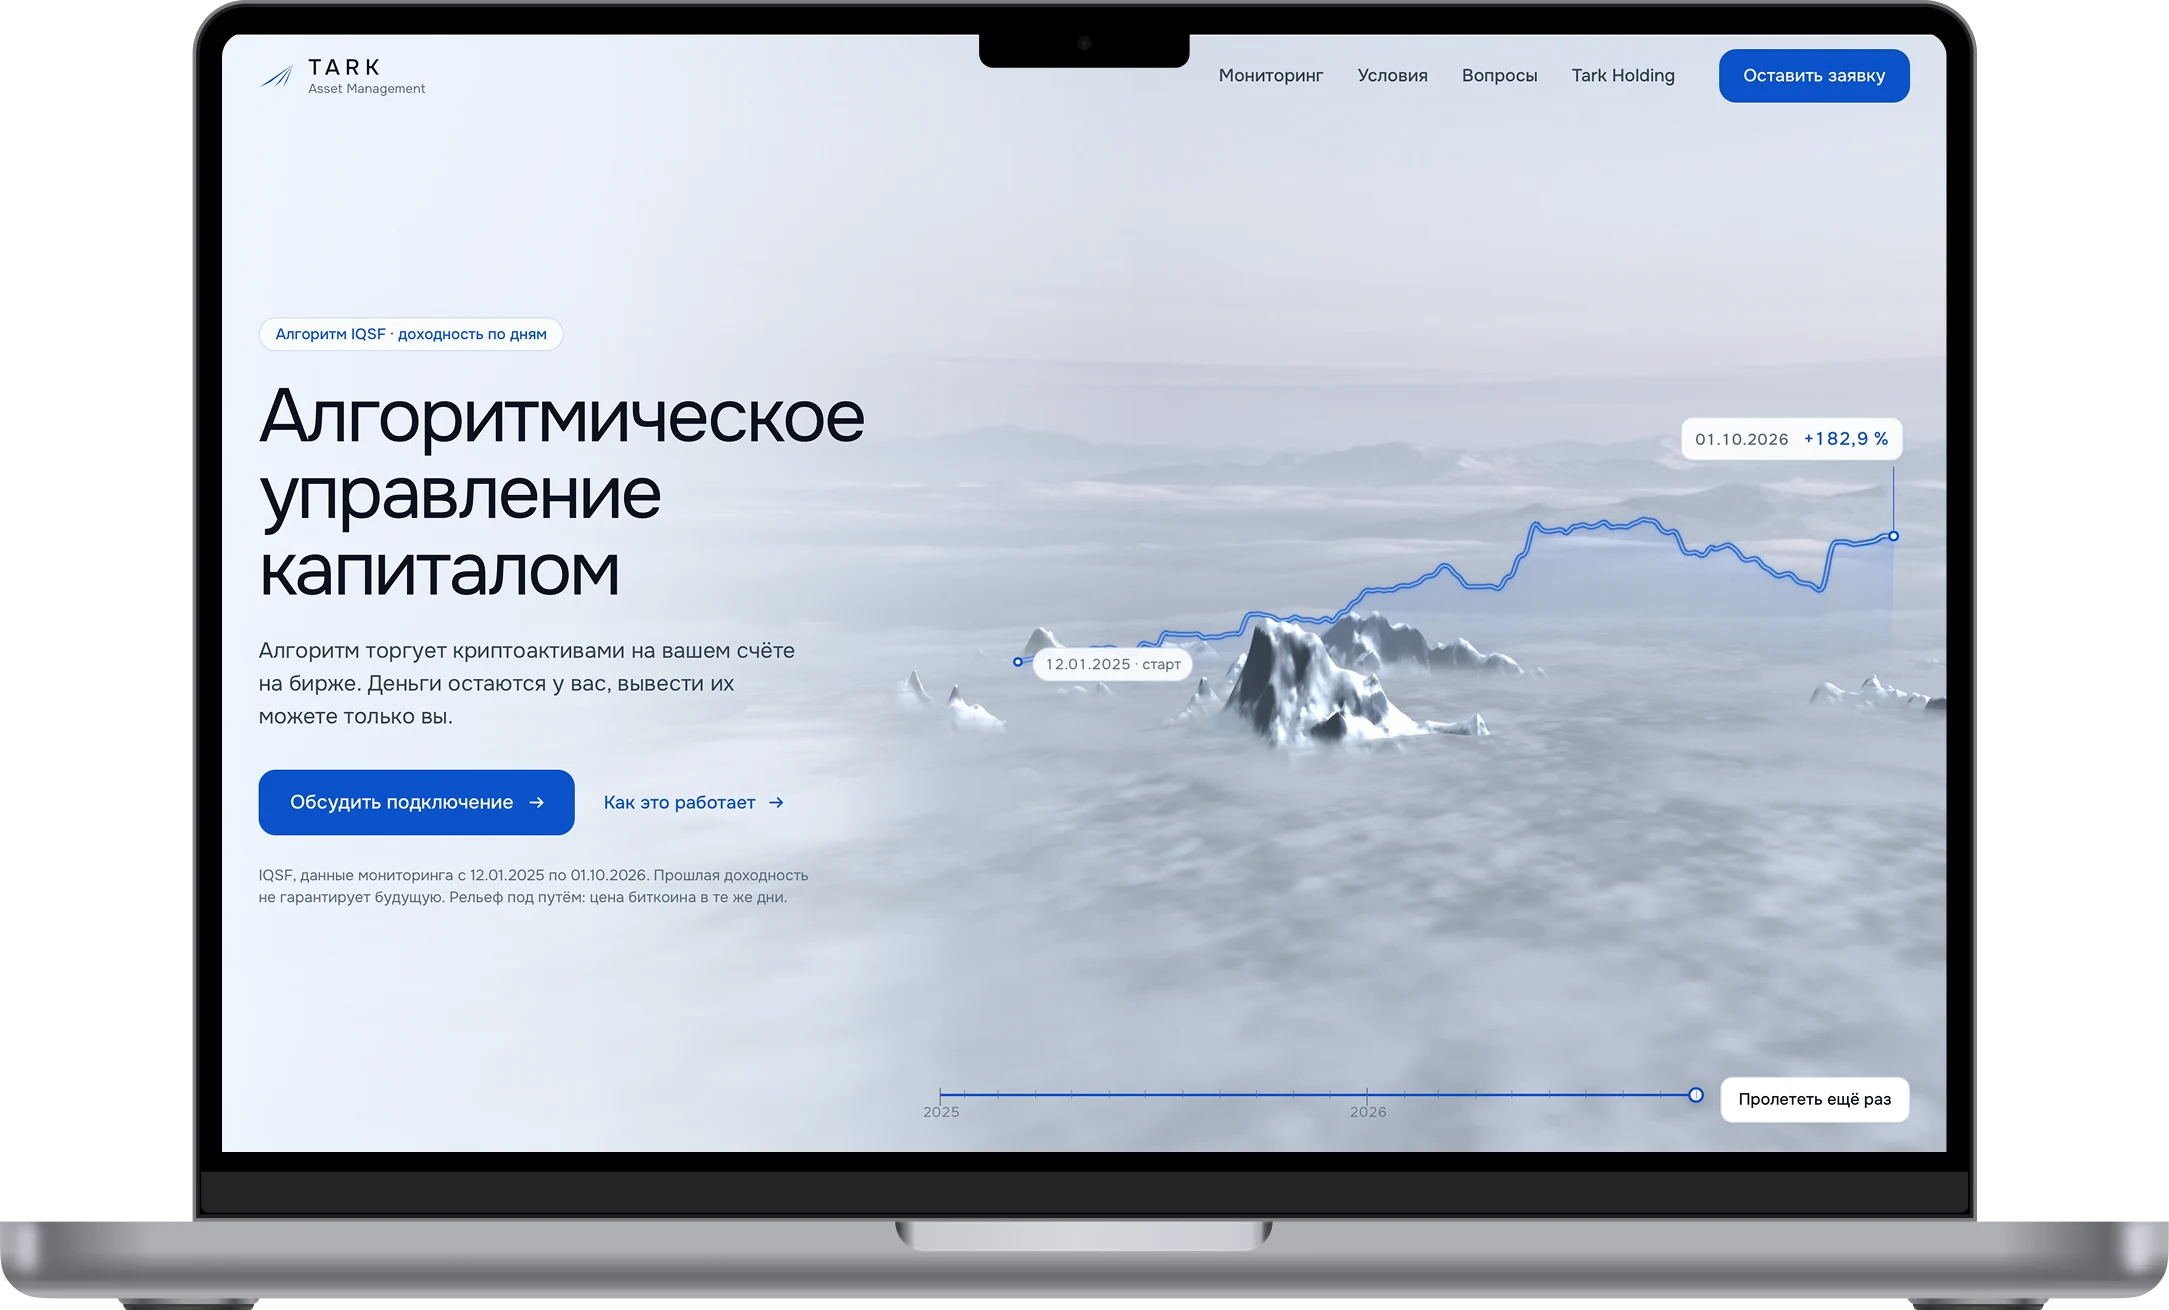 TARK
Asset Management
Мониторинг
Условия
Вопросы
Tark Holding
Оставить заявку
Алгоритм IQSF · доходность по дням
Алгоритмическое
управление
капиталом
Алгоритм торгует криптоактивами на вашем счёте
на бирже. Деньги остаются у вас, вывести их
можете только вы.
Обсудить подключение →
Как это работает →
IQSF, данные мониторинга с 12.01.2025 по 01.10.2026. Прошлая доходность
не гарантирует будущую. Рельеф под путём: цена биткоина в те же дни.
01.10.2026 +182,9 %
12.01.2025 · старт
2025
2026
Пролететь ещё раз